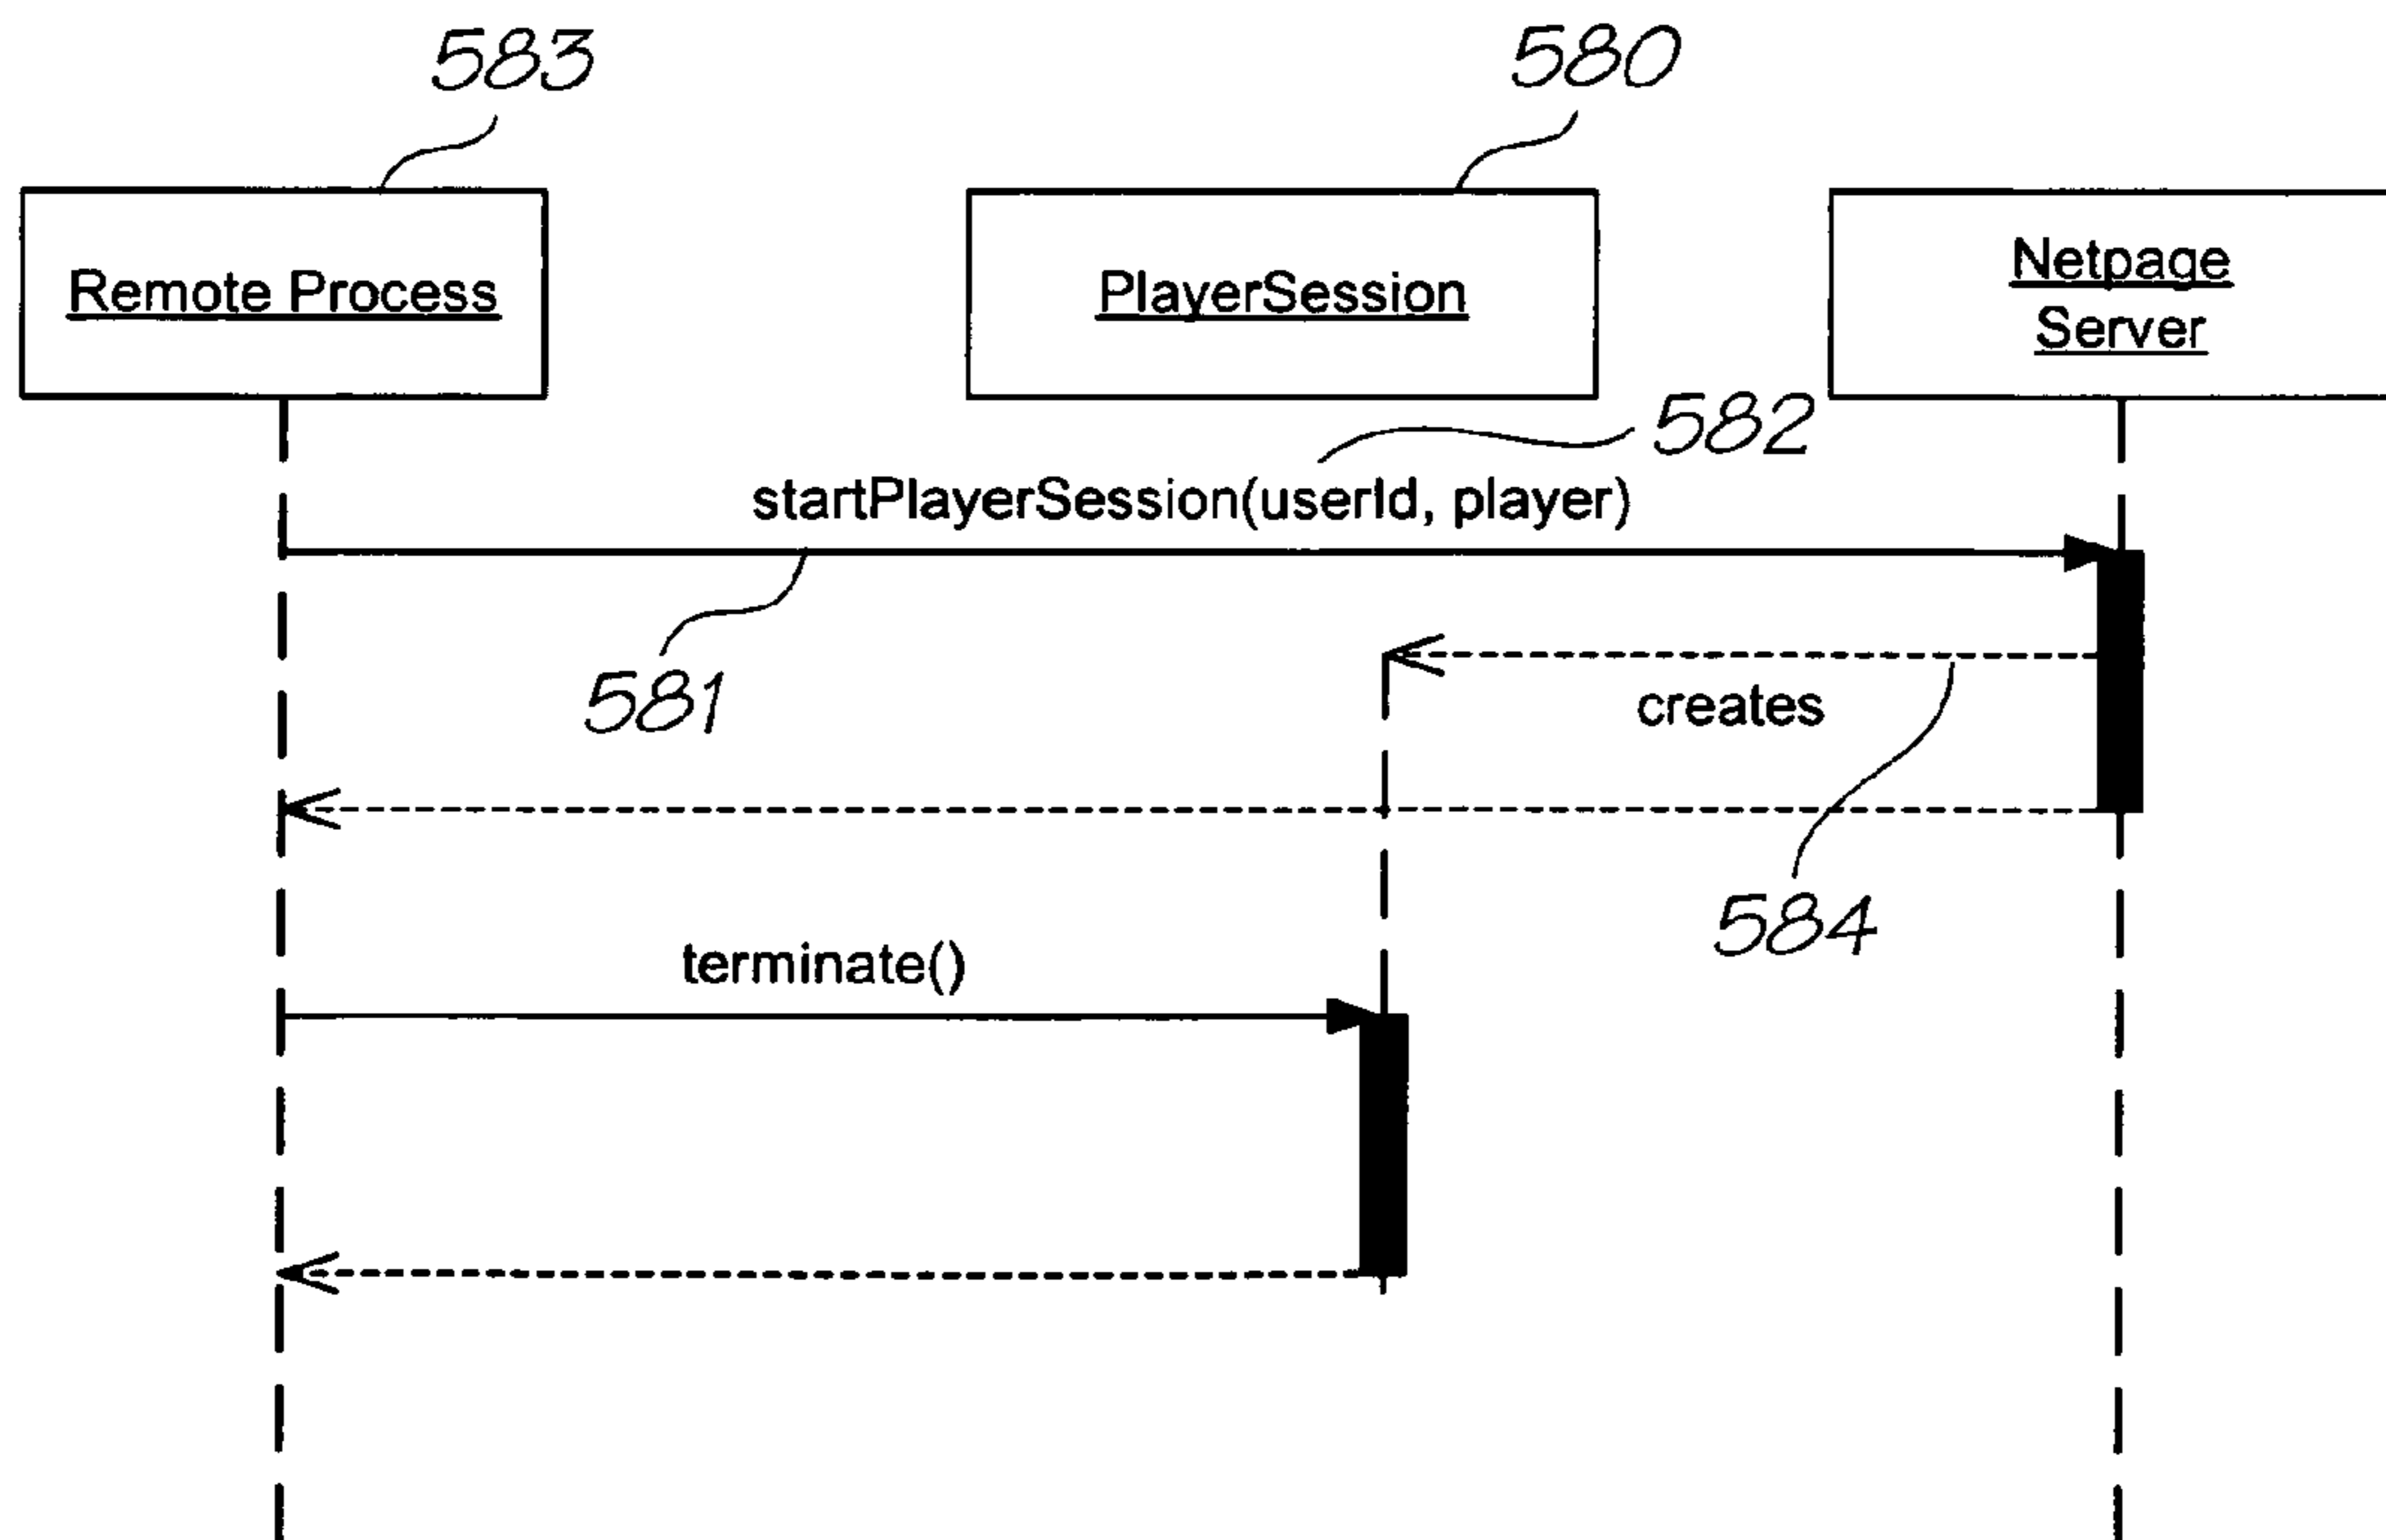 583
580
Remote Process
PlayerSession
Netpage
Server
582
startPlayerSession(userId, player)
581
creates
584
terminate()